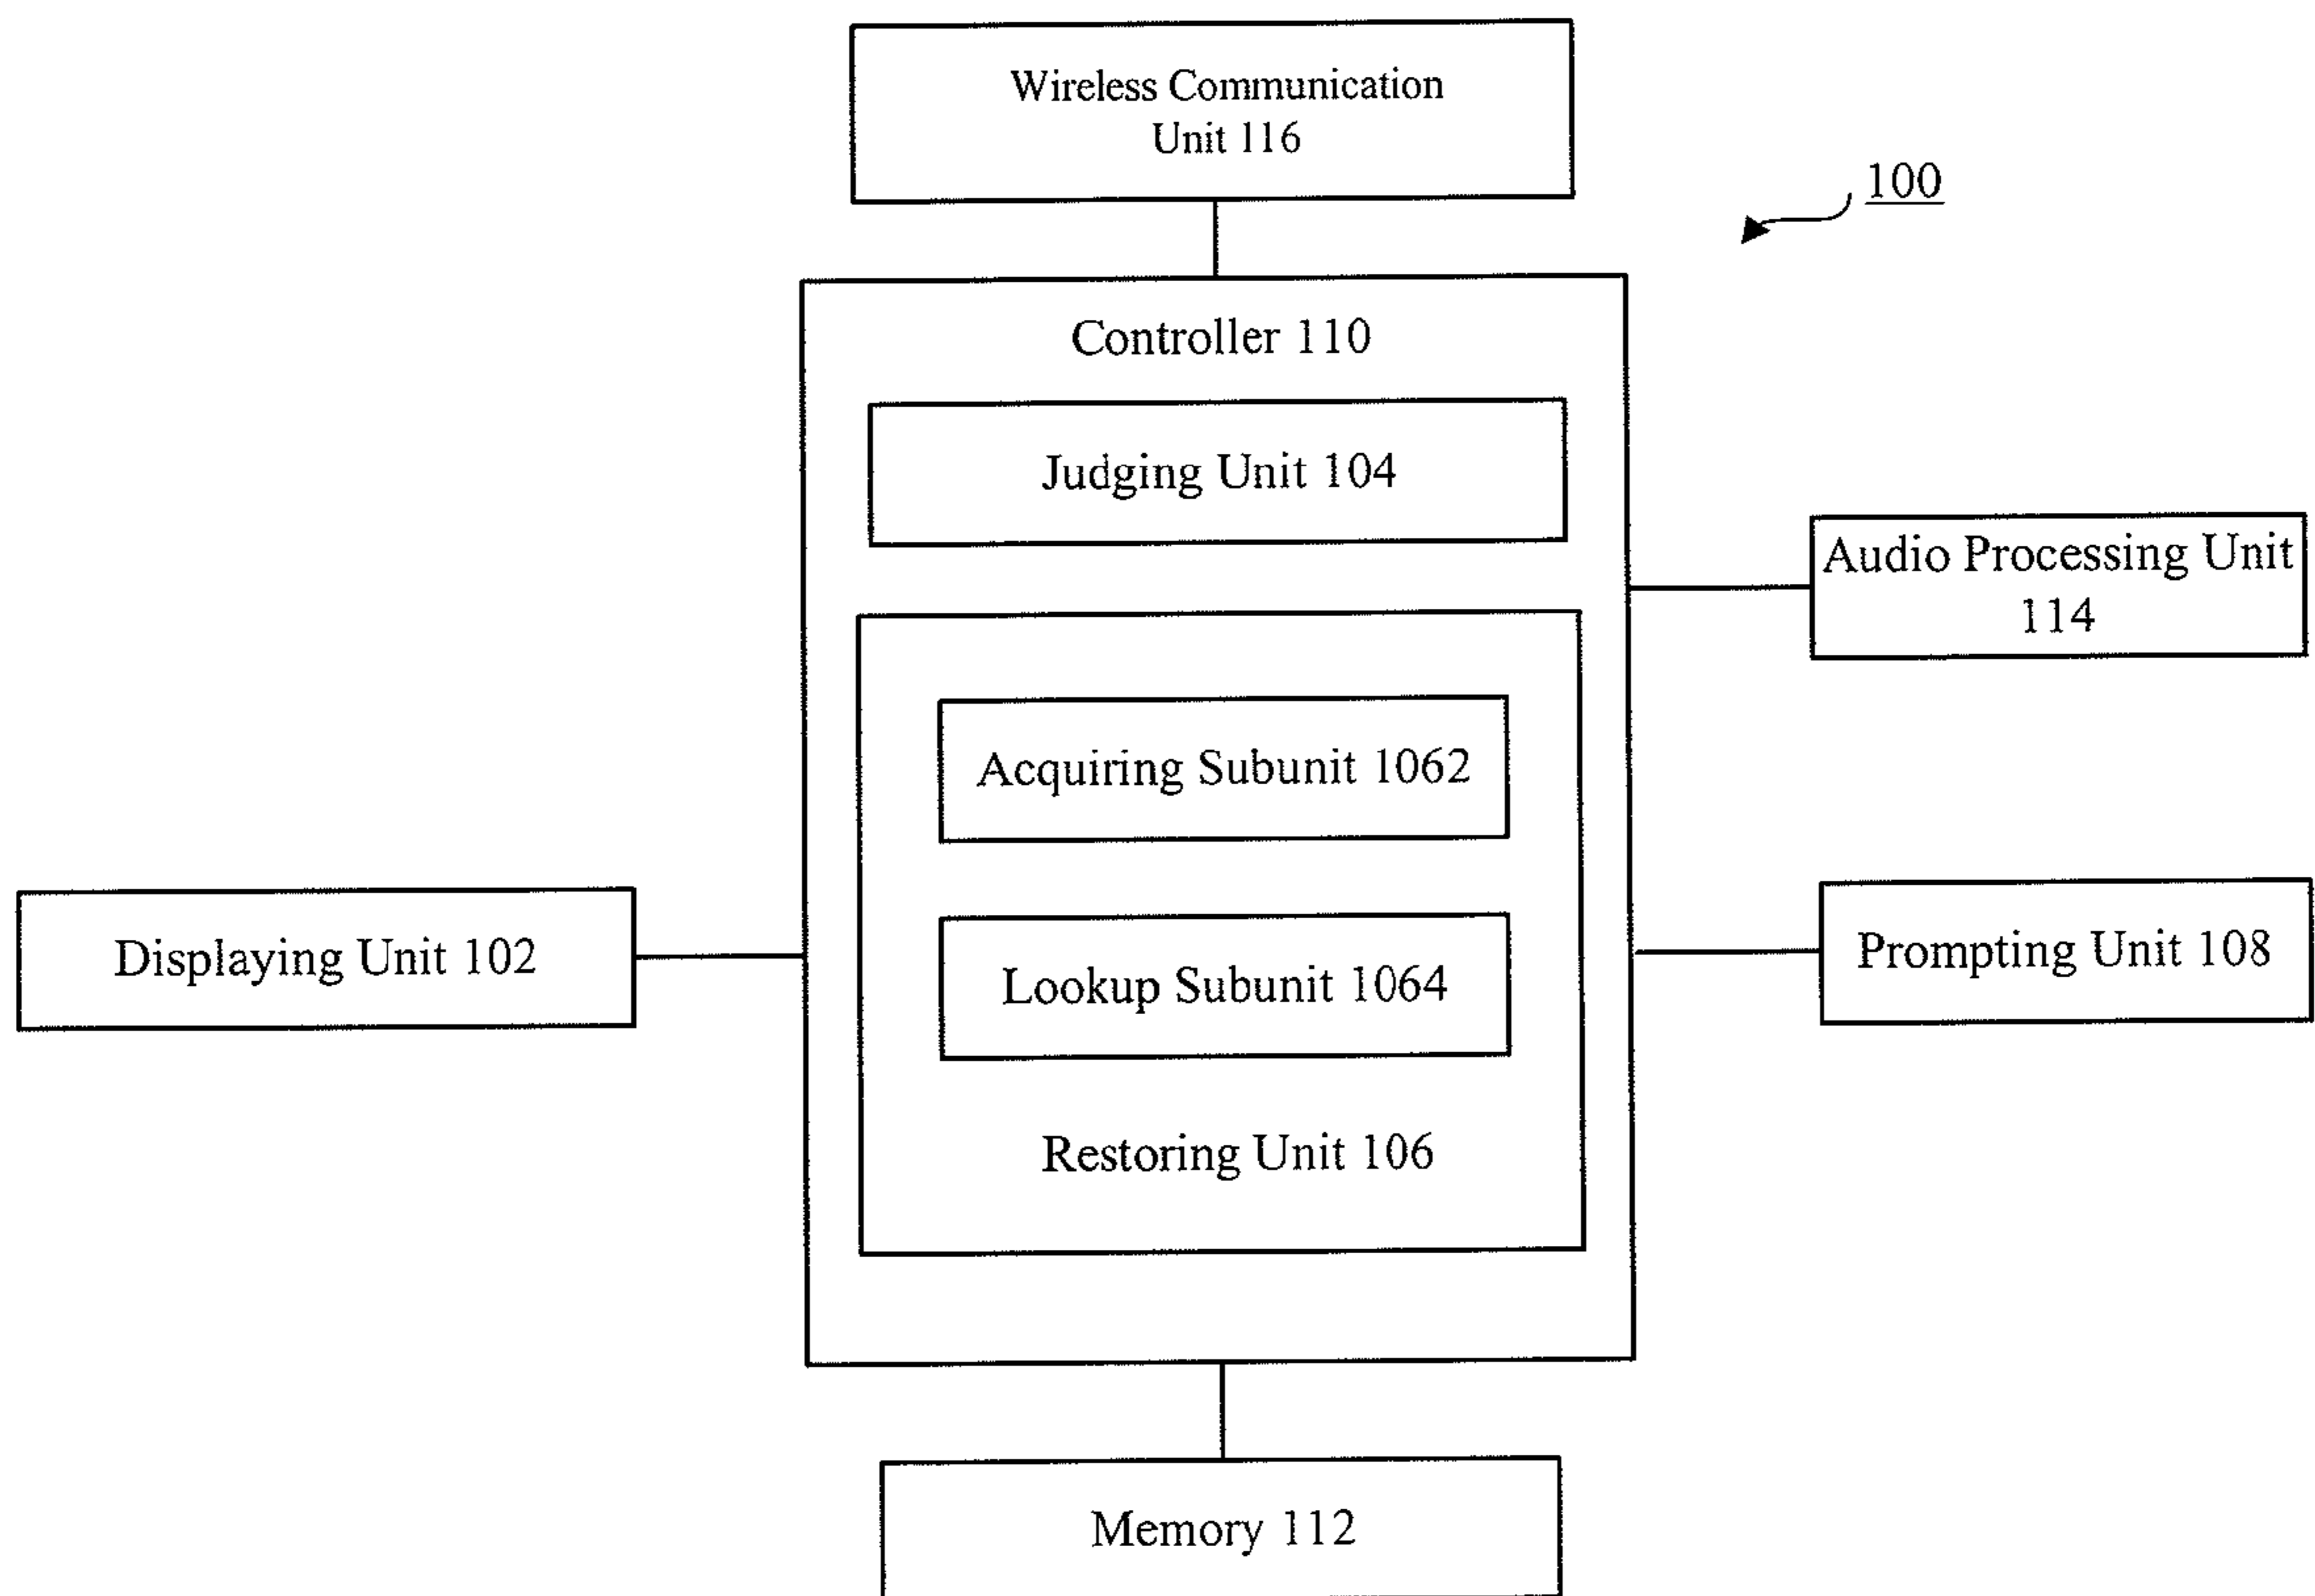 Wireless Communication
Unit 116
100
Controller 110
Judging Unit 104
Audio Processing Unit
114
Acquiring Subunit 1062
Displaying Unit 102
Lookup Subunit 1064
Prompting Unit 108
Restoring Unit 106
Memory 112